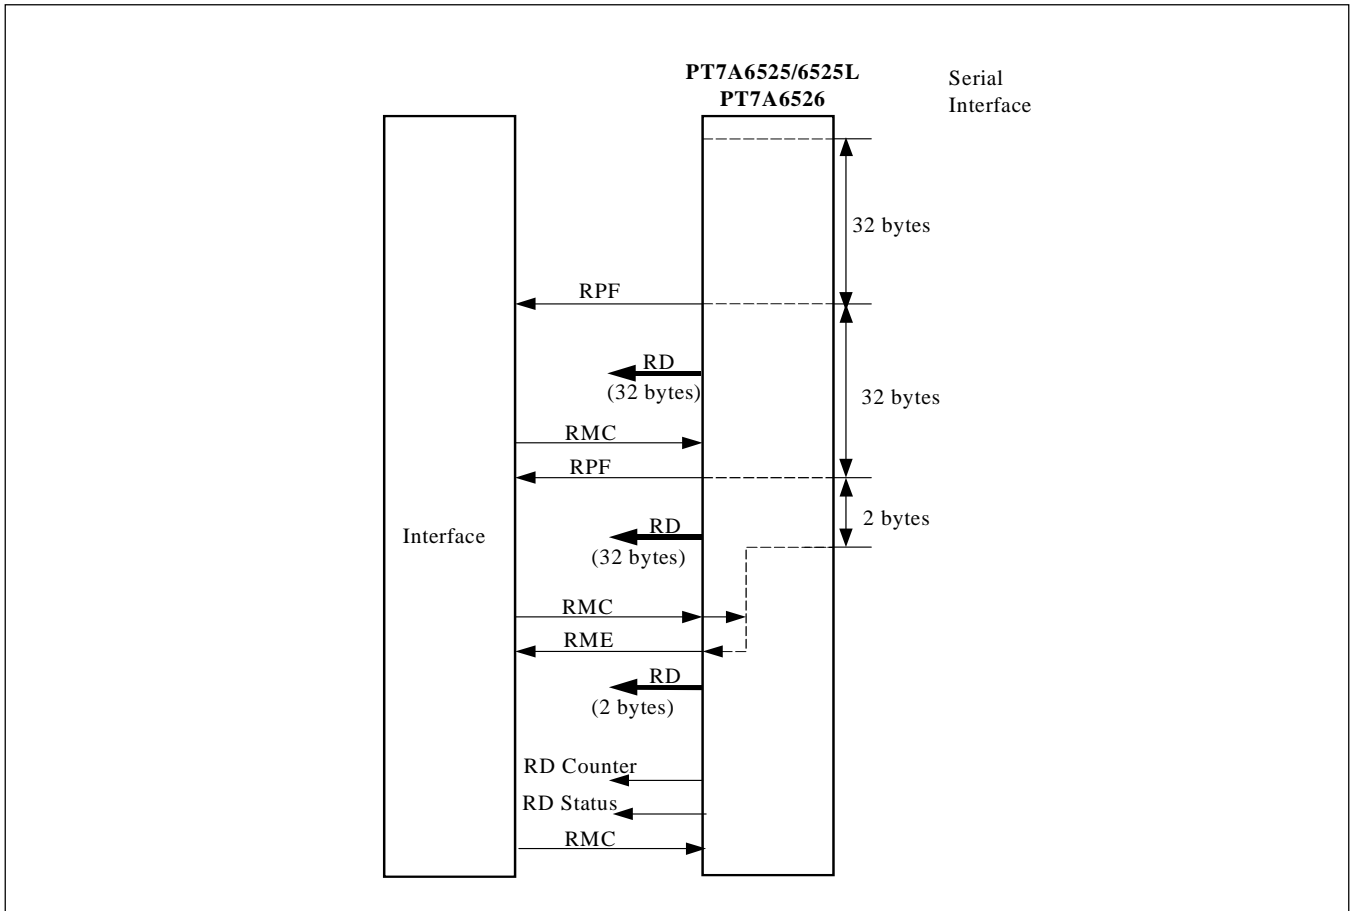 PT7A6525/6525L
PT7A6526
Serial
Interface
32 bytes
RPF
RD
(32 bytes)
32 bytes
RMC
RPF
2 bytes
RD
Interface
(32 bytes)
RMC
RME
RD
(2 bytes)
RD Counter
RD Status
RMC